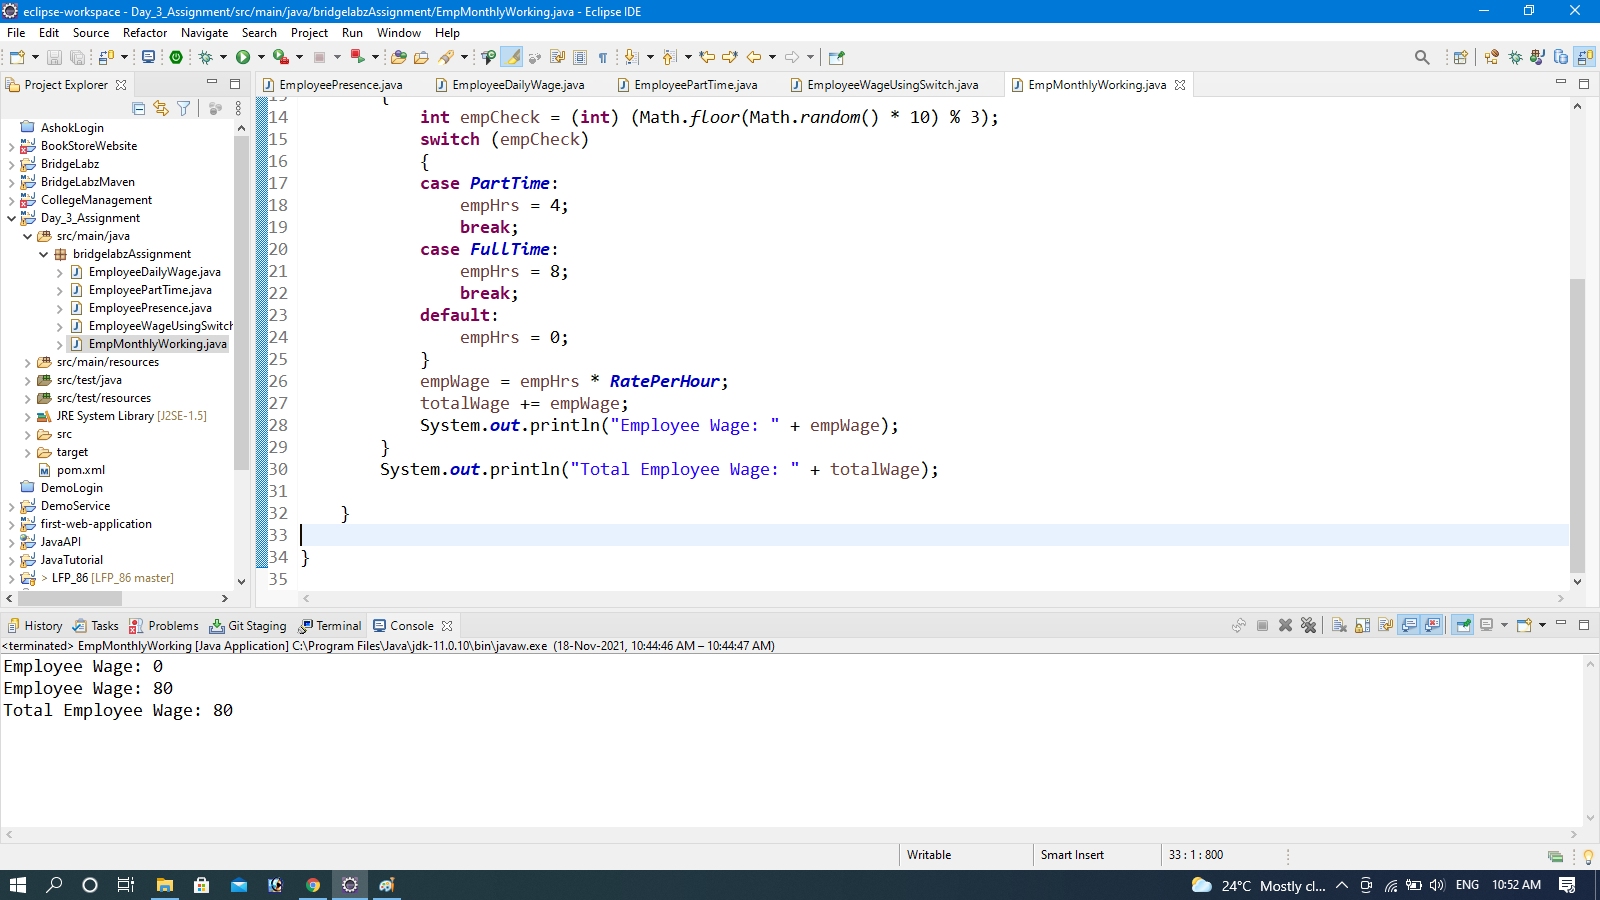 eclipse-workspace - Day_3_Assignment/src/main/java/bridgelabzAssignment/EmpMonthlyWorking.java - Eclipse IDE
File Edit Source Refactor Navigate Search Project Run Window Help
Project Explorer
EmployeePresence.java EmployeeDailyWage.java EmployeePartTime.java EmployeeWageUsingSwitch.java EmpMonthlyWorking.java
AshokLogin
BookStoreWebsite
BridgeLabz
BridgeLabzMaven
CollegeManagement
Day_3_Assignment
src/main/java
bridgelabzAssignment
EmployeeDailyWage.java
EmployeePartTime.java
EmployeePresence.java
EmployeeWageUsingSwitch
EmpMonthlyWorking.java
src/main/resources
src/test/java
src/test/resources
JRE System Library [J2SE-1.5]
src
target
pom.xml
DemoLogin
DemoService
first-web-application
JavaAPI
JavaTutorial
> LFP_86 [LFP_86 master]
13 {
14 int empCheck = (int) (Math.floor(Math.random() * 10) % 3);
15 switch (empCheck)
16 {
17 case PartTime:
18 empHrs = 4;
19 break;
20 case FullTime:
21 empHrs = 8;
22 break;
23 default:
24 empHrs = 0;
25 }
26 empWage = empHrs * RatePerHour;
27 totalWage += empWage;
28 System.out.println("Employee Wage: " + empWage);
29 }
30 System.out.println("Total Employee Wage: " + totalWage);
31
32 }
33
34 }
35
History Tasks Problems Git Staging Terminal Console
<terminated> EmpMonthlyWorking [Java Application] C:\Program Files\Java\jdk-11.0.10\bin\javaw.exe (18-Nov-2021, 10:44:46 AM – 10:44:47 AM)
Employee Wage: 0
Employee Wage: 80
Total Employee Wage: 80
Writable Smart Insert 33 : 1 : 800
24°C Mostly cl... ENG 10:52 AM